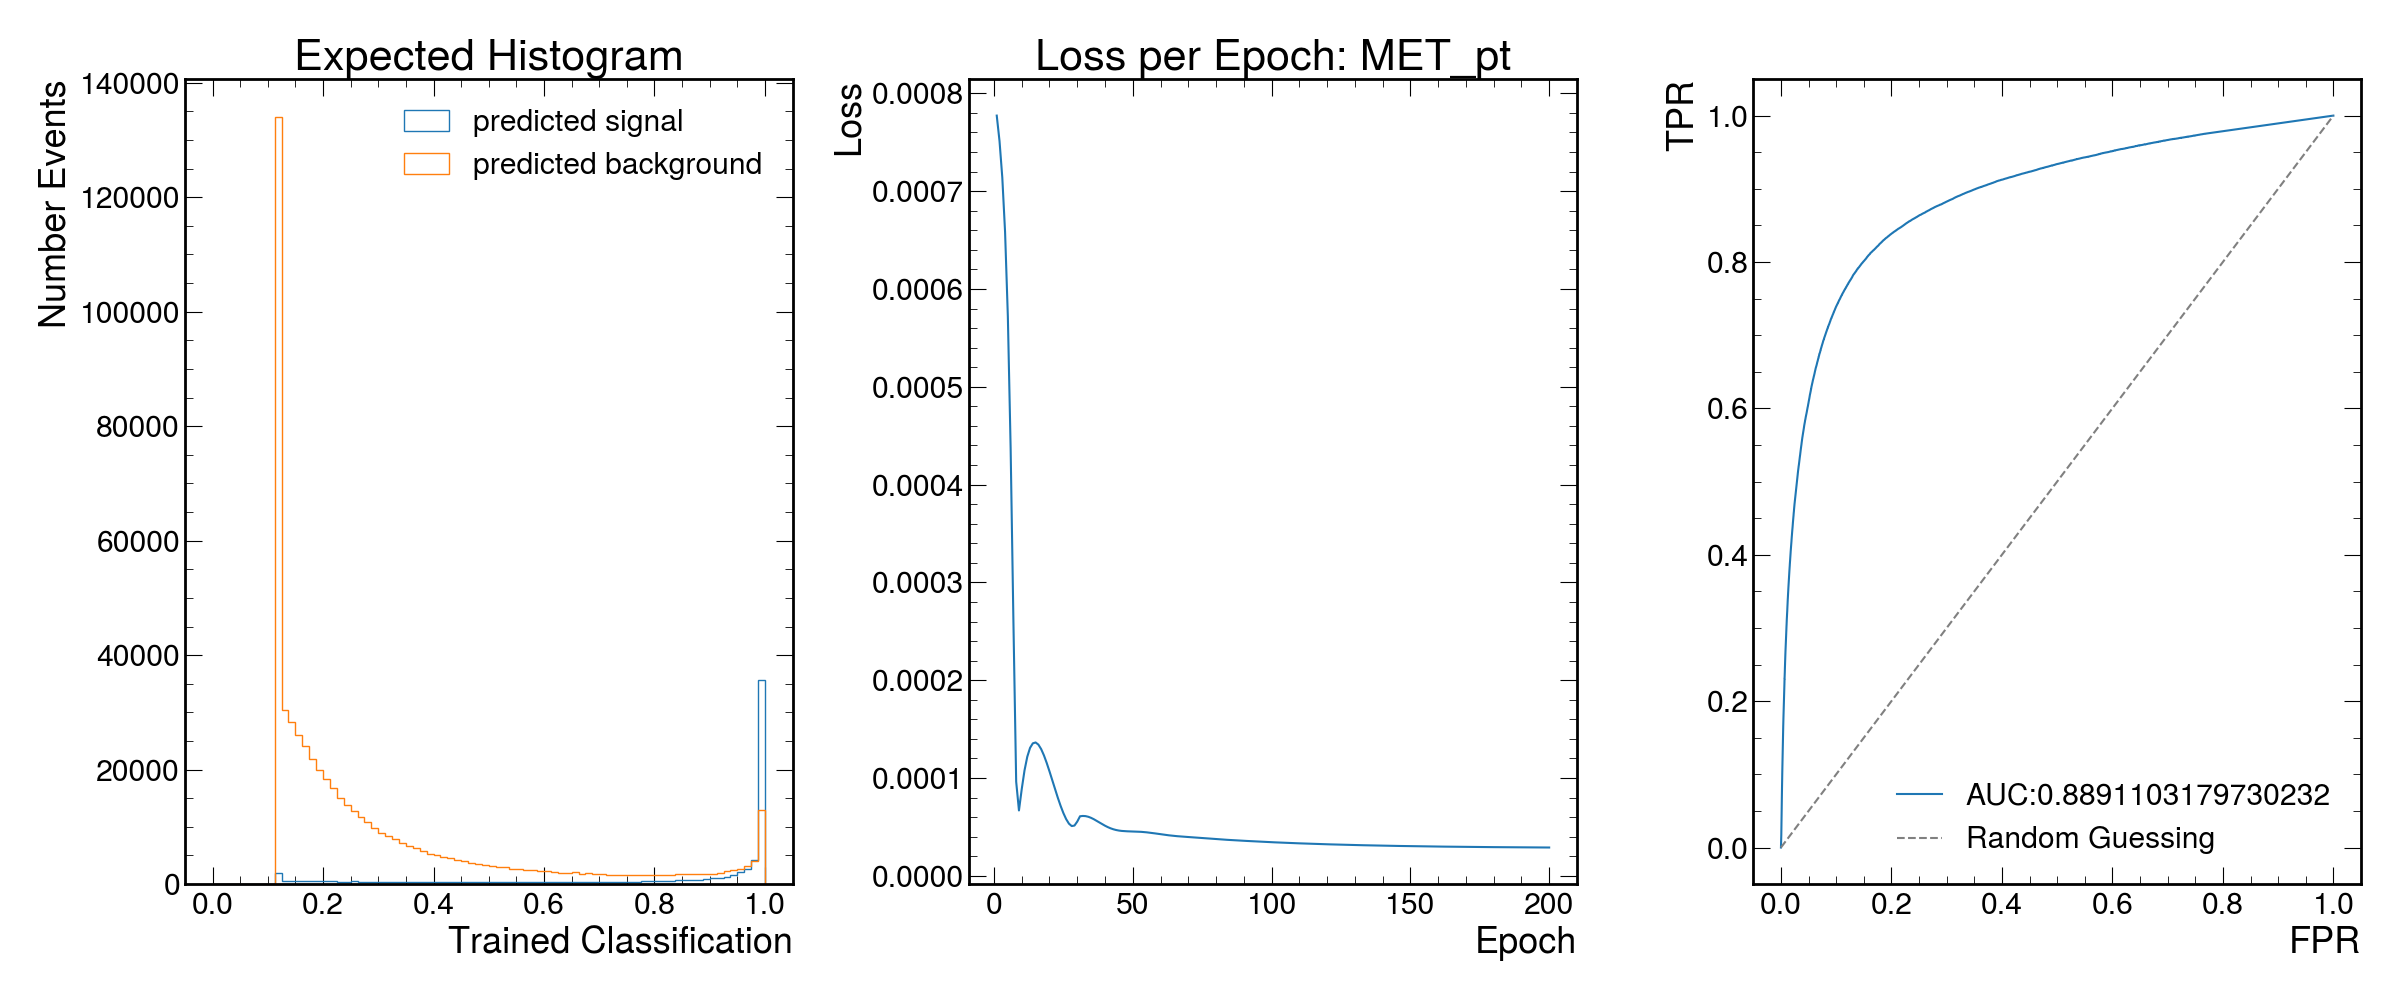 Expected Histogram
Number Events
140000
120000
100000
80000
60000
40000
20000
0
predicted signal
predicted background
0.0 0.2 0.4 0.6 0.8 1.0
Trained Classification
Loss per Epoch: MET_pt
Loss
0.0008
0.0007
0.0006
0.0005
0.0004
0.0003
0.0002
0.0001
0.0000
0 50 100 150 200
Epoch
TPR
1.0
0.8
0.6
0.4
0.2
0.0
AUC:0.8891103179730232
Random Guessing
0.0 0.2 0.4 0.6 0.8 1.0
FPR